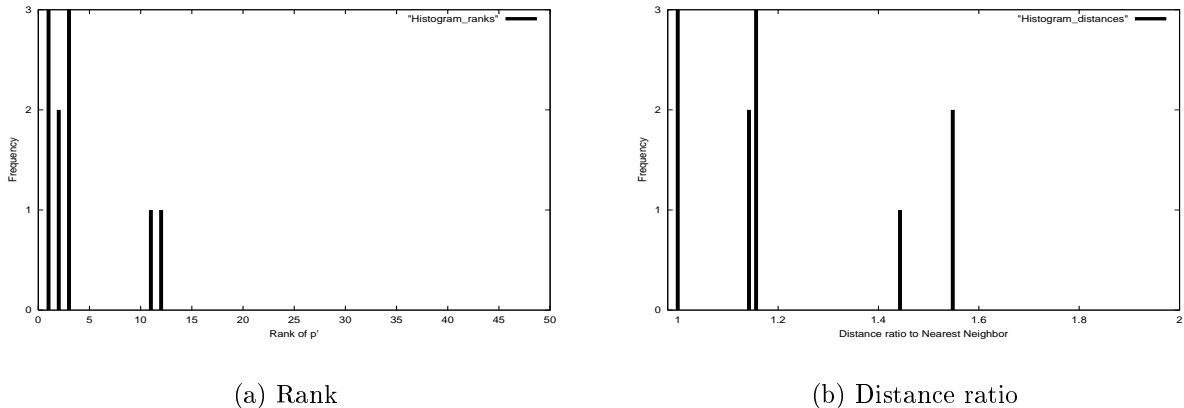 3
2
1
0
Frequency
"Histogram_ranks"
0 5 10 15 20 25 30 35 40 45 50
Rank of p'
(a) Rank
3
2
1
0
Frequency
"Histogram_distances"
1 1.2 1.4 1.6 1.8 2
Distance ratio to Nearest Neighbor
(b) Distance ratio